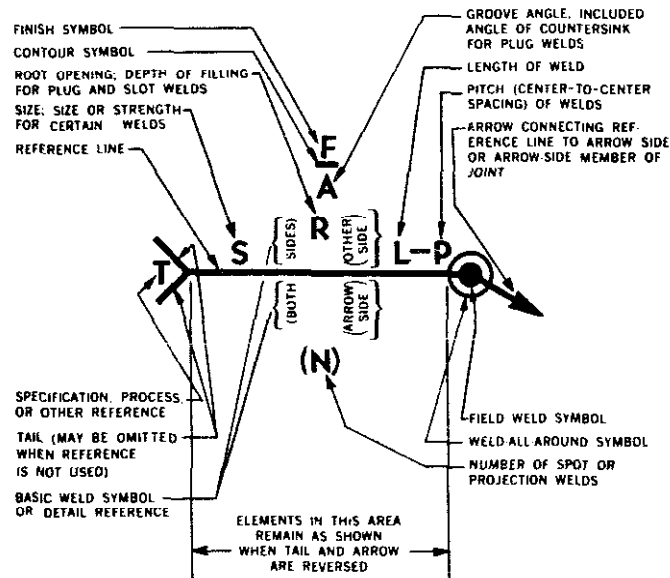 FINISH SYMBOL
CONTOUR SYMBOL
ROOT OPENING; DEPTH OF FILLING
FOR PLUG AND SLOT WELDS
SIZE; SIZE OR STRENGTH
FOR CERTAIN WELDS
REFERENCE LINE
GROOVE ANGLE, INCLUDED
ANGLE OF COUNTERSINK
FOR PLUG WELDS
LENGTH OF WELD
PITCH (CENTER-TO-CENTER
SPACING) OF WELDS
ARROW CONNECTING REF-
ERENCE LINE TO ARROW SIDE
OR ARROW-SIDE MEMBER OF
JOINT
F
A
R
S
(BOTH SIDES)
(OTHER SIDE)
(ARROW SIDE)
L-P
T
(N)
SPECIFICATION, PROCESS,
OR OTHER REFERENCE
TAIL (MAY BE OMITTED
WHEN REFERENCE
IS NOT USED)
BASIC WELD SYMBOL
OR DETAIL REFERENCE
FIELD WELD SYMBOL
WELD-ALL-AROUND SYMBOL
NUMBER OF SPOT OR
PROJECTION WELDS
ELEMENTS IN THIS AREA
REMAIN AS SHOWN
WHEN TAIL AND ARROW
ARE REVERSED